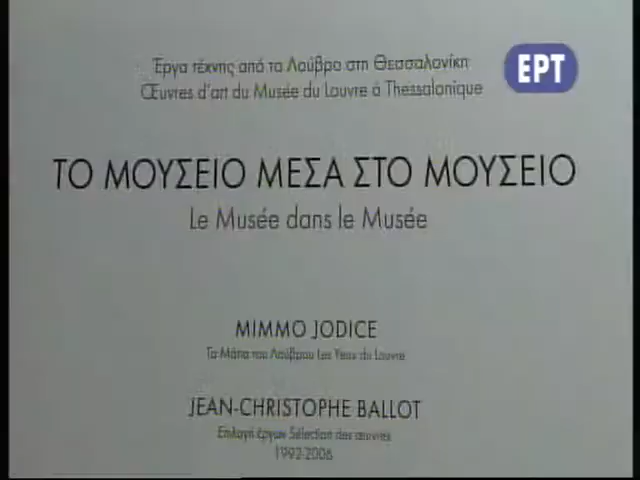 Έργα τέχνης από το Λούβρο στη Θεσσαλονίκη
Œuvres d'art du Musée du Louvre à Thessalonique
ΕΡΤ
ΤΟ ΜΟΥΣΕΙΟ ΜΕΣΑ ΣΤΟ ΜΟΥΣΕΙΟ
Le Musée dans le Musée
MIMMO JODICE
Τα Μάτια του Λούβρου Les Yeux du Louvre
JEAN-CHRISTOPHE BALLOT
Επιλογή έργων Sélection des œuvres
1992-2006